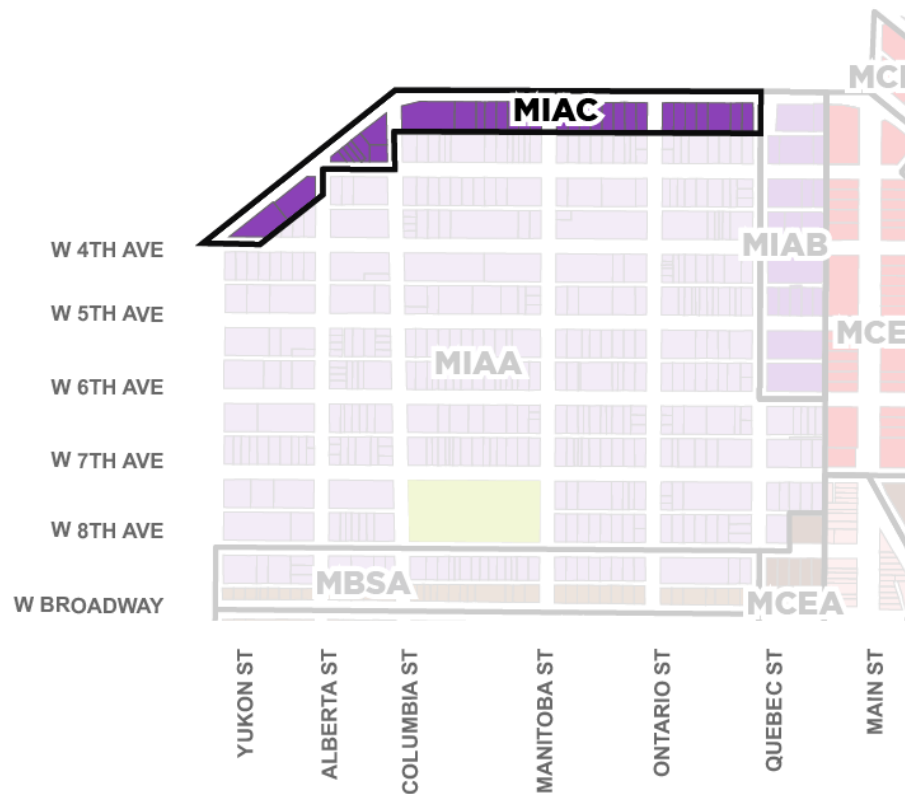 MCE
MIAC
MIAB
W 4TH AVE
W 5TH AVE
MCE
MIAA
W 6TH AVE
W 7TH AVE
W 8TH AVE
MBSA
MCEA
W BROADWAY
YUKON ST
ALBERTA ST
COLUMBIA ST
MANITOBA ST
ONTARIO ST
QUEBEC ST
MAIN ST